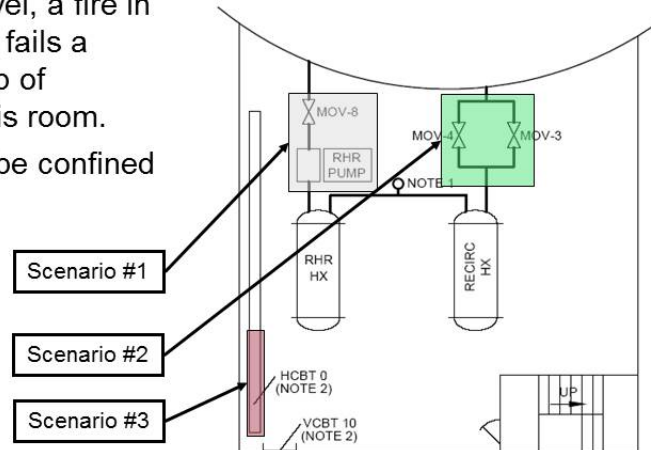 vel, a fire in
fails a
p of
is room.
be confined
MOV-8
MOV-4
MOV-3
RHR
PUMP
NOTE 1
Scenario #1
RHR
HX
RECIRC
HX
Scenario #2
HCBT 0
(NOTE 2)
UP
Scenario #3
VCBT 10
(NOTE 2)